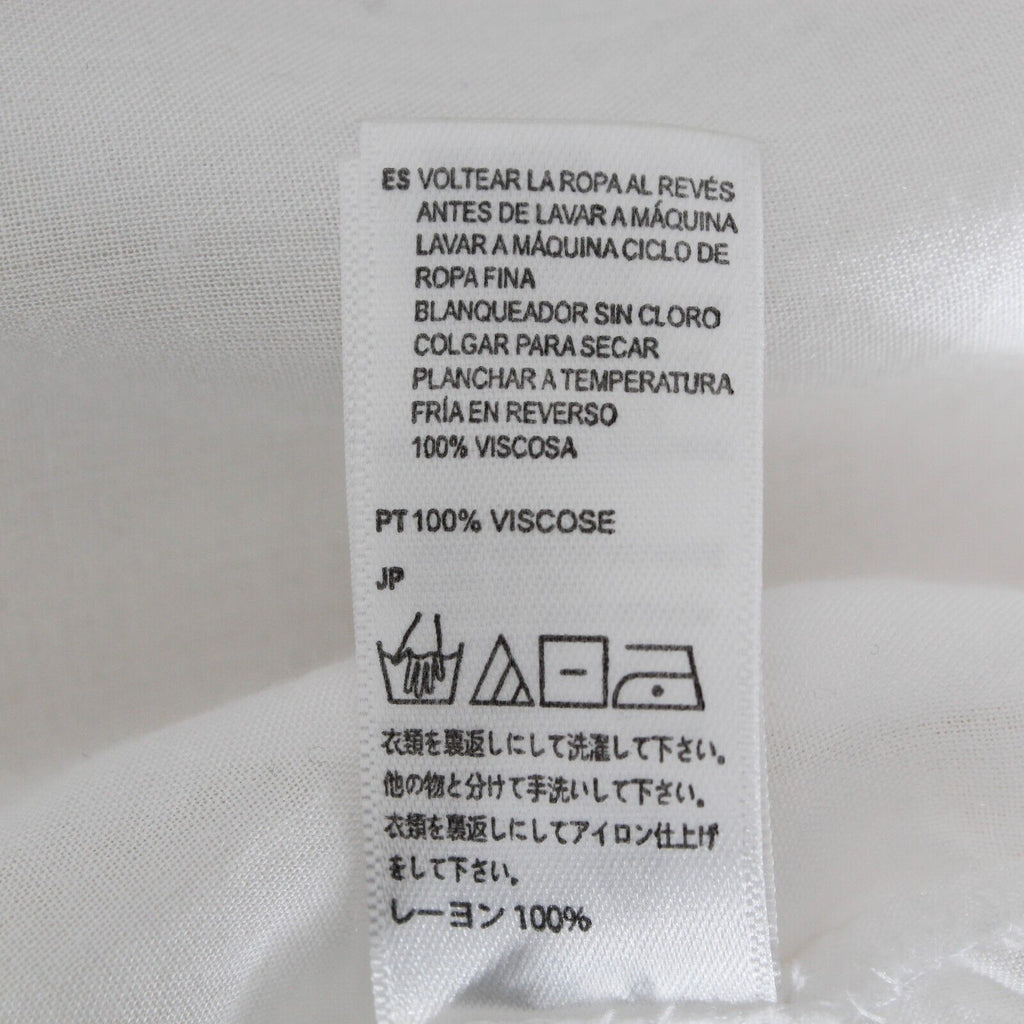 ES VOLTEAR LA ROPA AL REVÉS
ANTES DE LAVAR A MÁQUINA
LAVAR A MÁQUINA CICLO DE
ROPA FINA
BLANQUEADOR SIN CLORO
COLGAR PARA SECAR
PLANCHAR A TEMPERATURA
FRÍA EN REVERSO
100% VISCOSA
PT 100% VISCOSE
JP
衣類を裏返しにして洗濯して下さい。
他の物と分けて手洗いして下さい。
衣類を裏返しにしてアイロン仕上げ
をして下さい。
レーヨン 100%